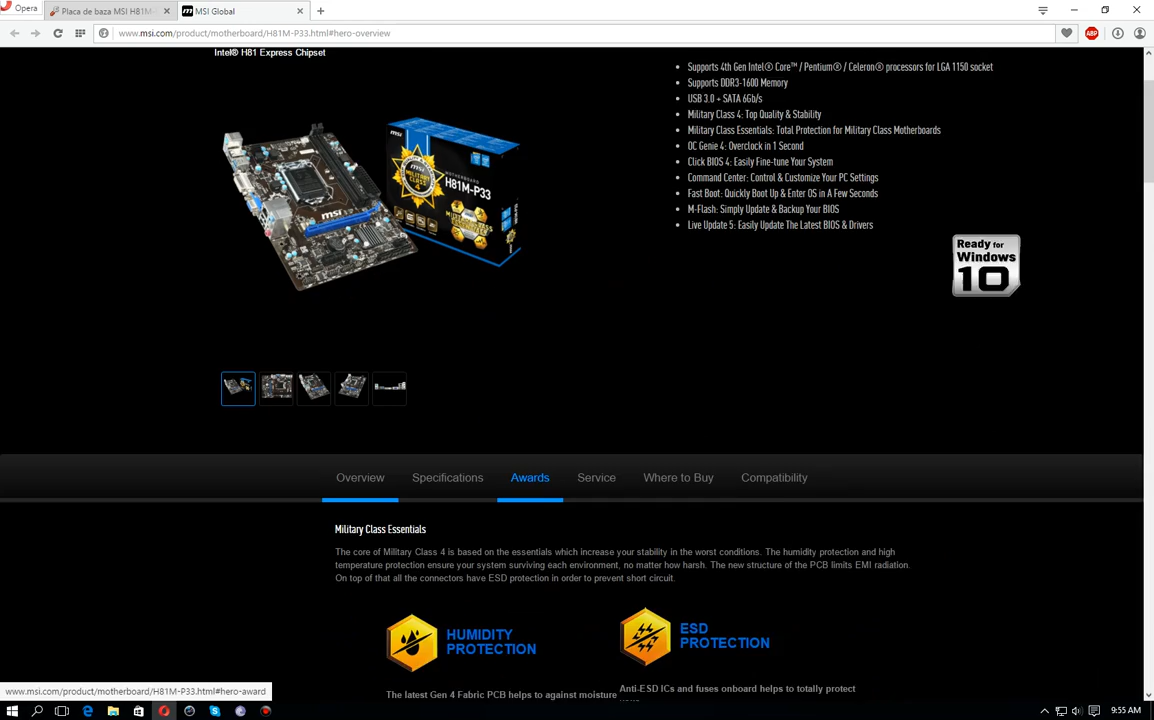 Opera
Placa de baza MSI H81M-
MSI Global
www.msi.com/product/motherboard/H81M-P33.html#hero-overview
ABP
Intel® H81 Express Chipset
Supports 4th Gen Intel® Core™ / Pentium® / Celeron® processors for LGA 1150 socket
Supports DDR3-1600 Memory
USB 3.0 + SATA 6Gb/s
Military Class 4: Top Quality & Stability
Military Class Essentials: Total Protection for Military Class Motherboards
OC Genie 4: Overclock in 1 Second
Click BIOS 4: Easily Fine-tune Your System
Command Center: Control & Customize Your PC Settings
Fast Boot: Quickly Boot Up & Enter OS in A Few Seconds
M-Flash: Simply Update & Backup Your BIOS
Live Update 5: Easily Update The Latest BIOS & Drivers
msi
msi
MILITARY
CLASS 4
MOTHERBOARD
H81M-P33
Ready for
Windows
10
Overview
Specifications
Awards
Service
Where to Buy
Compatibility
Military Class Essentials
The core of Military Class 4 is based on the essentials which increase your stability in the worst conditions. The humidity protection and high
temperature protection ensure your system surviving each environment, no matter how harsh. The new structure of the PCB limits EMI radiation.
On top of that all the connectors have ESD protection in order to prevent short circuit.
HUMIDITY
PROTECTION
ESD
PROTECTION
The latest Gen 4 Fabric PCB helps to against moisture
Anti-ESD ICs and fuses onboard helps to totally protect
www.msi.com/product/motherboard/H81M-P33.html#hero-award
9:55 AM